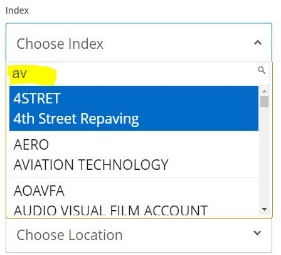 Index
Choose Index
av
4STRET
4th Street Repaving
AERO
AVIATION TECHNOLOGY
AOAVFA
AUDIO VISUAL FILM ACCOUNT
Choose Location